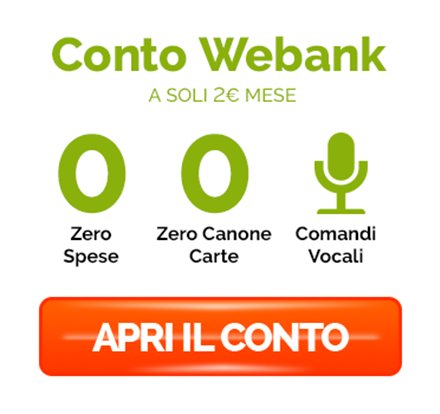 Conto Webank
A SOLI 2€ MESE
0 0
Zero Spese
Zero Canone Carte
Comandi Vocali
APRI IL CONTO